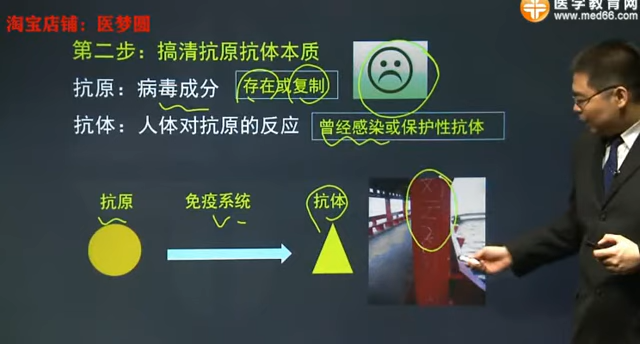 淘宝店铺：医梦圆
医学教育网
www.med66.com
第二步：搞清抗原抗体本质
抗原：病毒成分 存在或复制
抗体：人体对抗原的反应 曾经感染或保护性抗体
抗原 免疫系统 抗体